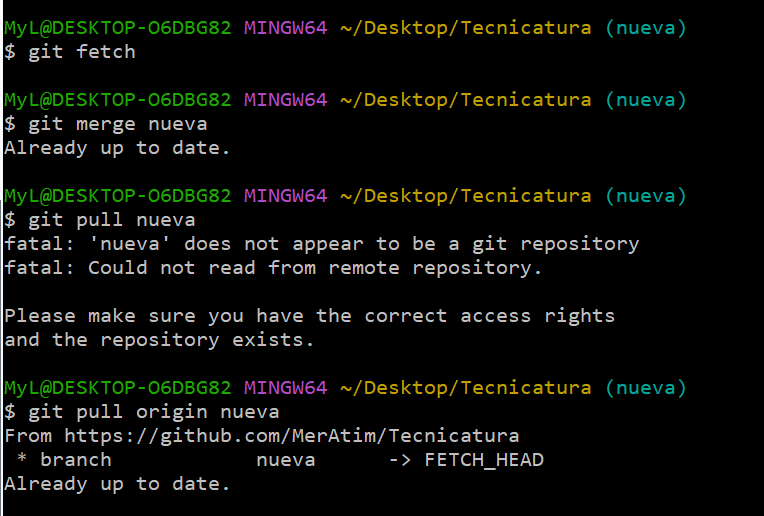 MyL@DESKTOP-O6DBG82 MINGW64 ~/Desktop/Tecnicatura (nueva)
$ git fetch
MyL@DESKTOP-O6DBG82 MINGW64 ~/Desktop/Tecnicatura (nueva)
$ git merge nueva
Already up to date.
MyL@DESKTOP-O6DBG82 MINGW64 ~/Desktop/Tecnicatura (nueva)
$ git pull nueva
fatal: 'nueva' does not appear to be a git repository
fatal: Could not read from remote repository.
Please make sure you have the correct access rights
and the repository exists.
MyL@DESKTOP-O6DBG82 MINGW64 ~/Desktop/Tecnicatura (nueva)
$ git pull origin nueva
From https://github.com/MerAtim/Tecnicatura
 * branch            nueva      -> FETCH_HEAD
Already up to date.